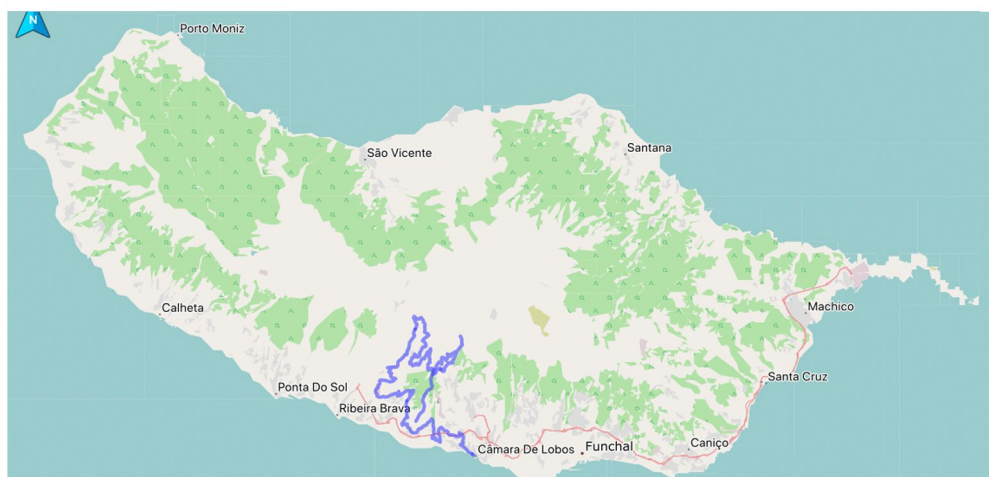 N
Porto Moniz
São Vicente
Santana
Calheta
Machico
Ponta Do Sol
Santa Cruz
Ribeira Brava
Câmara De Lobos
Funchal
Caniço